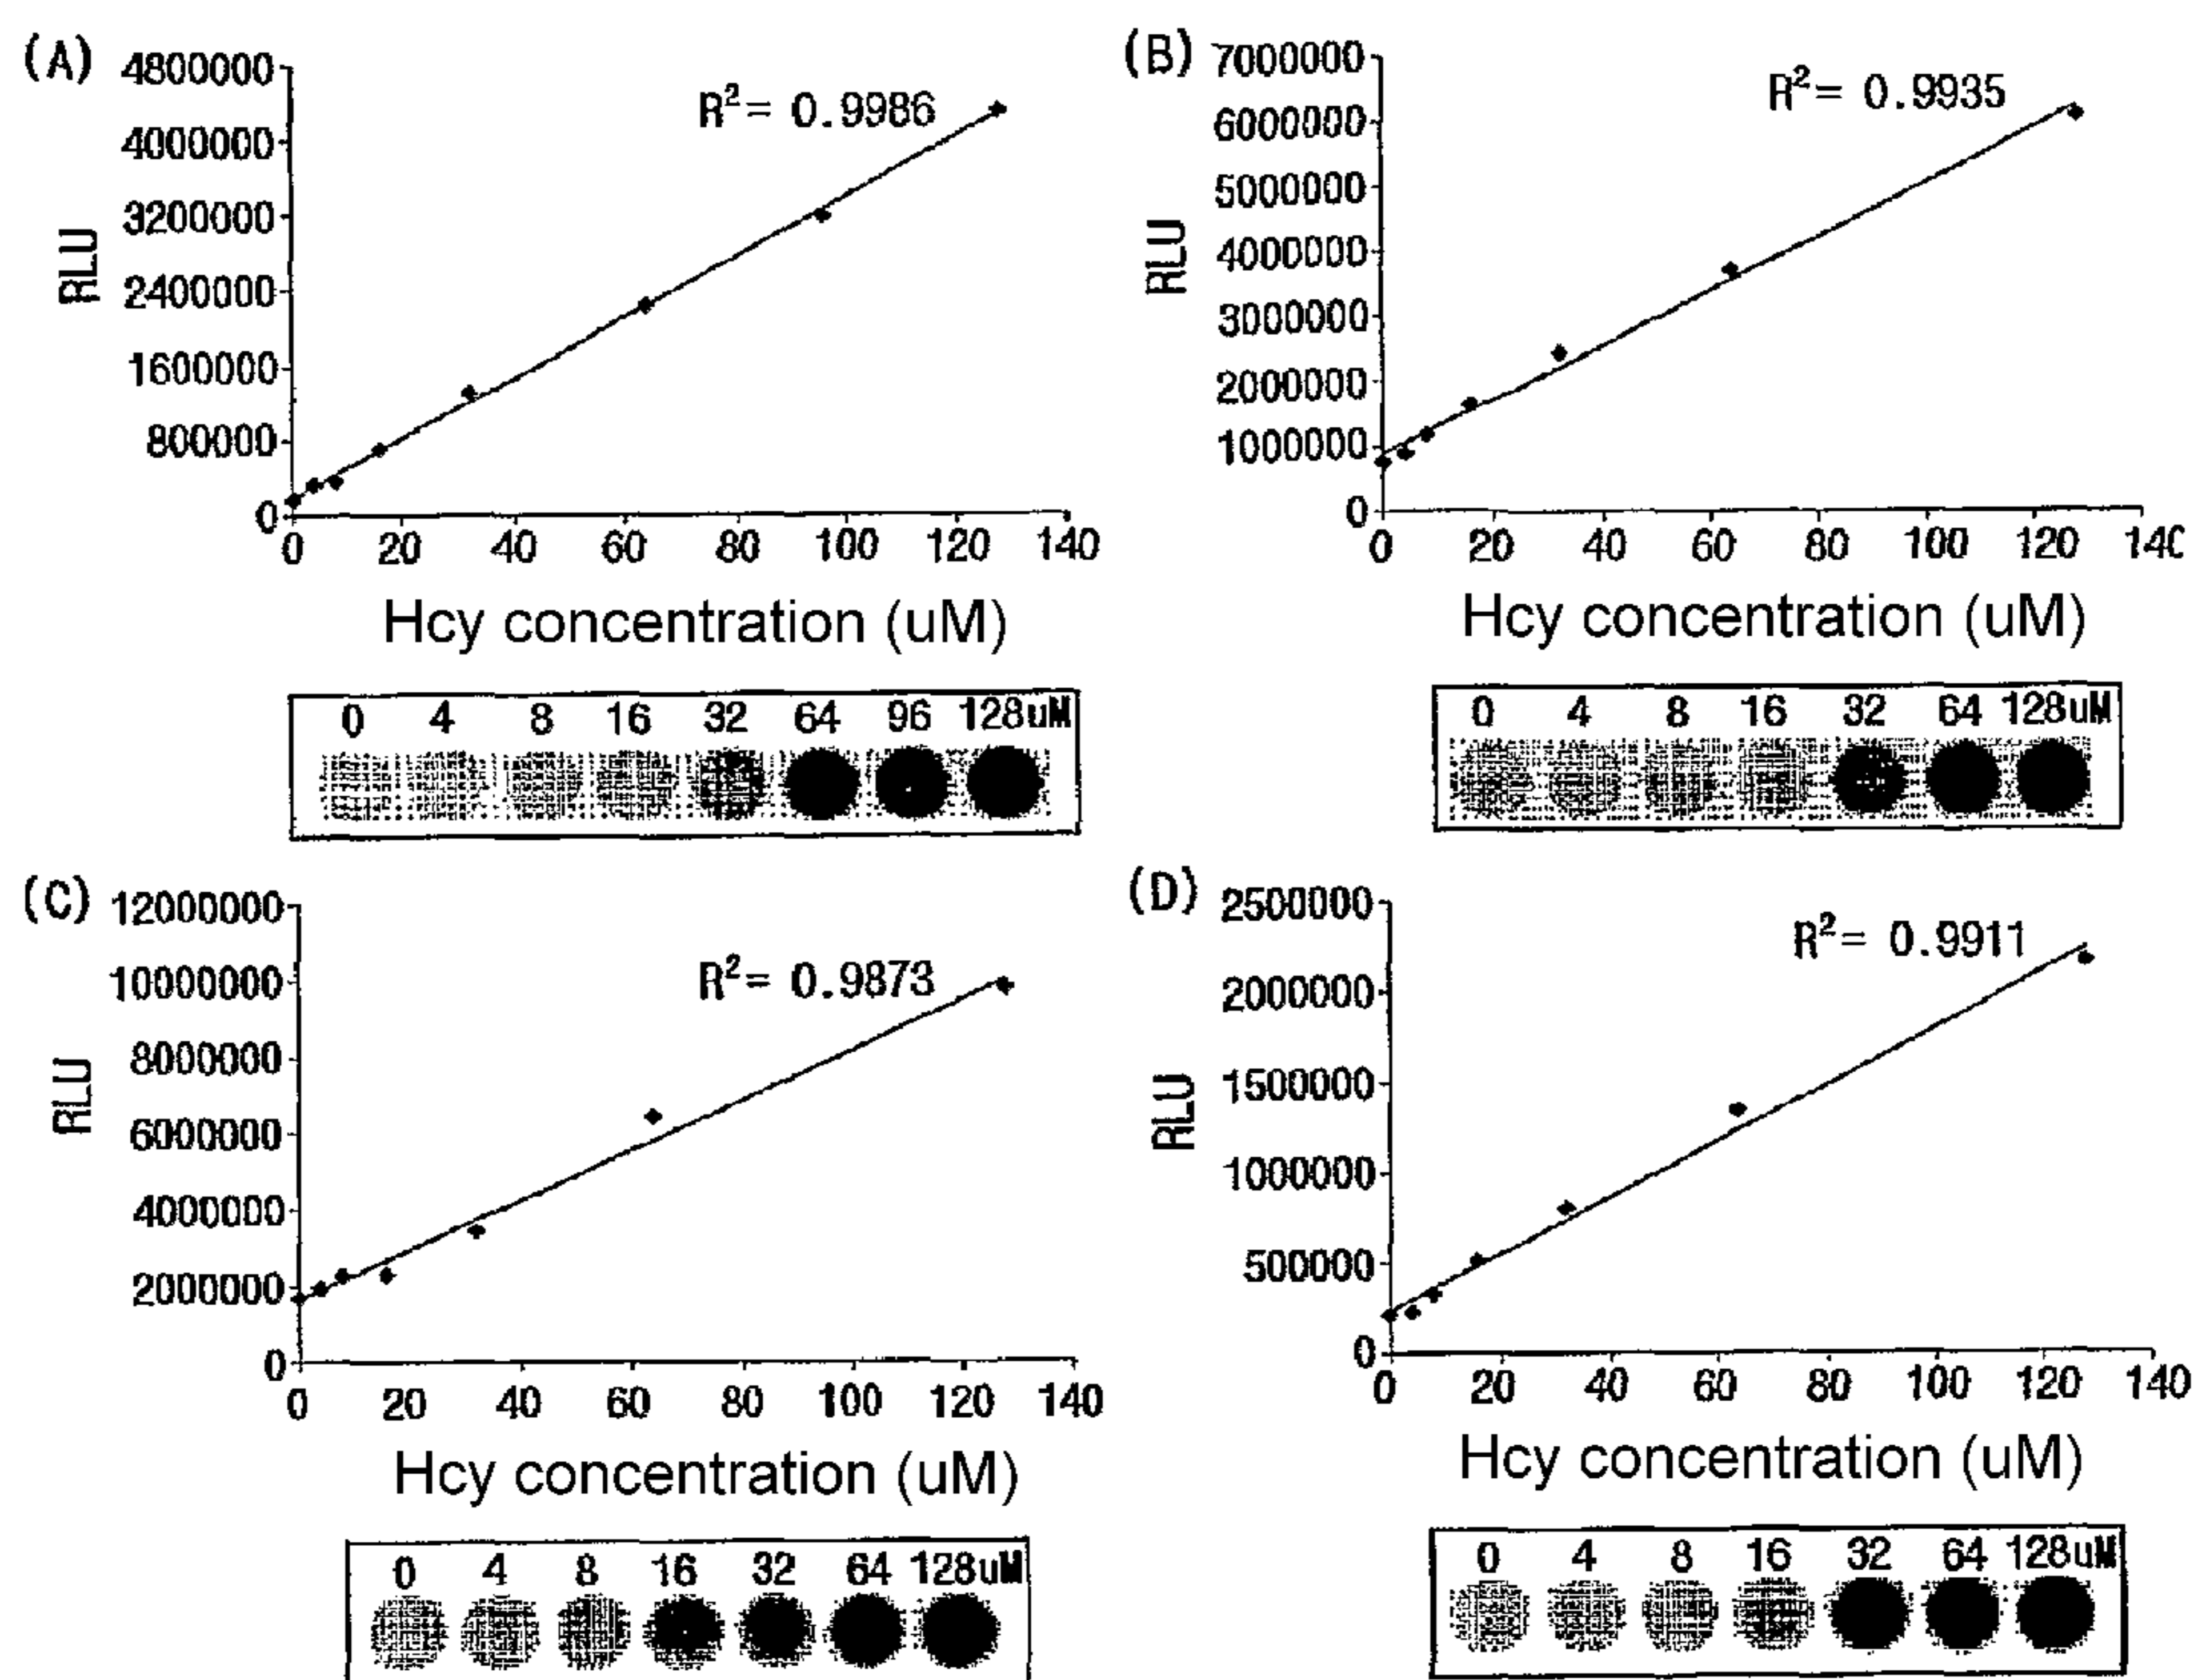 (A)
4800000
4000000
3200000
2400000
1600000
800000
0
RLU
R²= 0.9986
0 20 40 60 80 100 120 140
Hcy concentration (uM)
0 4 8 16 32 64 96 128uM
(B)
7000000
6000000
5000000
4000000
3000000
2000000
1000000
0
RLU
R²= 0.9935
0 20 40 60 80 100 120 140
Hcy concentration (uM)
0 4 8 16 32 64 128uM
(C)
12000000
10000000
8000000
6000000
4000000
2000000
0
RLU
R²= 0.9873
0 20 40 60 80 100 120 140
Hcy concentration (uM)
0 4 8 16 32 64 128uM
(D)
2500000
2000000
1500000
1000000
500000
0
RLU
R²= 0.9911
0 20 40 60 80 100 120 140
Hcy concentration (uM)
0 4 8 16 32 64 128uM